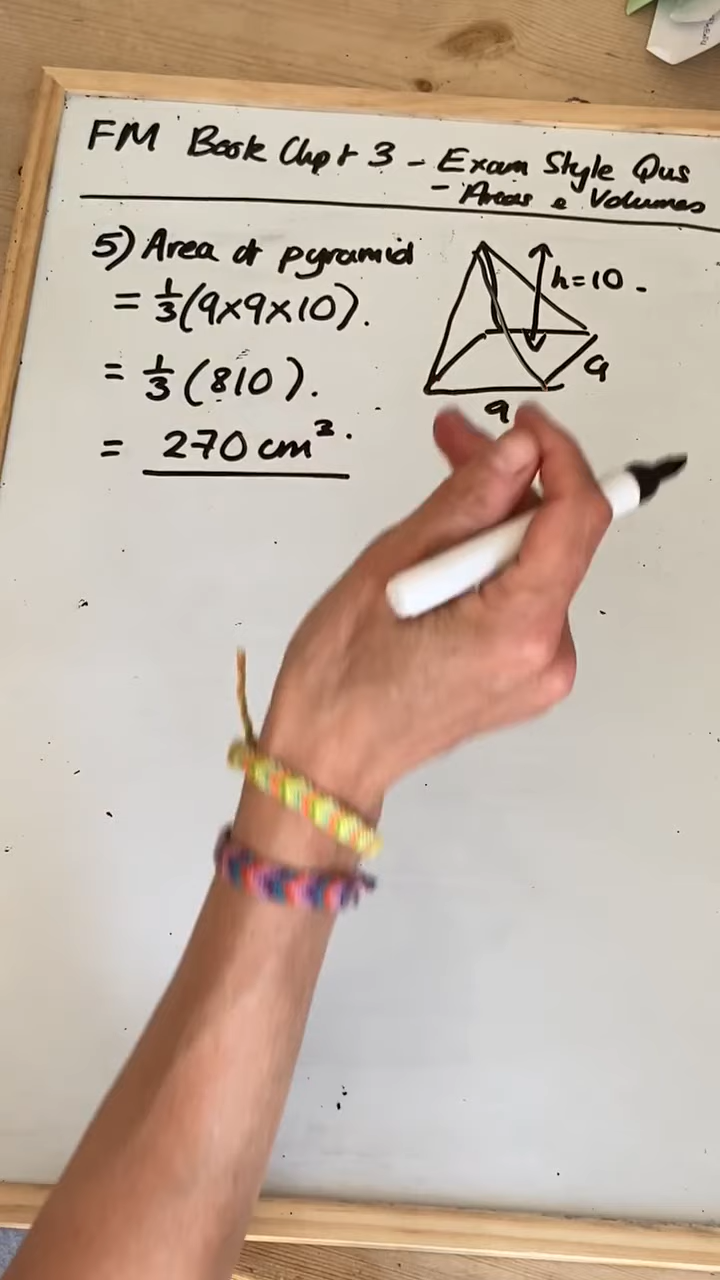 FM Book Chpt 3 - Exam Style Qus
- Areas & Volumes
5) Area of pyramid
= 1/3 (9×9×10).
= 1/3 (810).
= 270 cm³.
h=10
9
9